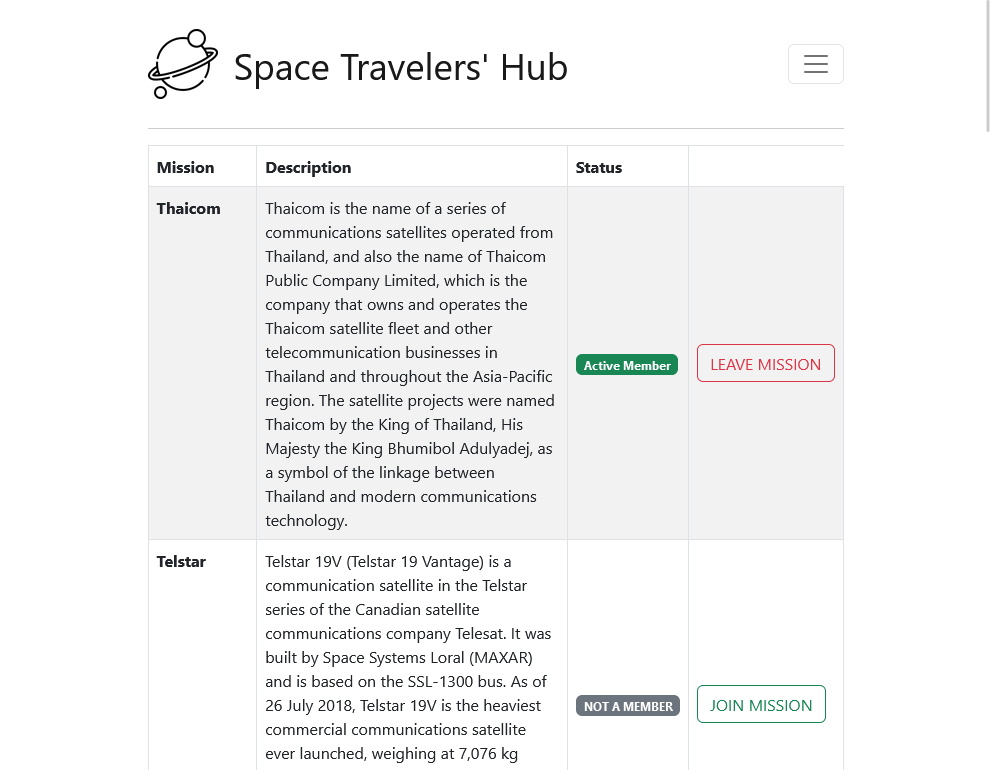 Space Travelers' Hub
Mission Description Status
Thaicom
Thaicom is the name of a series of
communications satellites operated from
Thailand, and also the name of Thaicom
Public Company Limited, which is the
company that owns and operates the
Thaicom satellite fleet and other
telecommunication businesses in
Thailand and throughout the Asia-Pacific
region. The satellite projects were named
Thaicom by the King of Thailand, His
Majesty the King Bhumibol Adulyadej, as
a symbol of the linkage between
Thailand and modern communications
technology.
Active Member
LEAVE MISSION
Telstar
Telstar 19V (Telstar 19 Vantage) is a
communication satellite in the Telstar
series of the Canadian satellite
communications company Telesat. It was
built by Space Systems Loral (MAXAR)
and is based on the SSL-1300 bus. As of
26 July 2018, Telstar 19V is the heaviest
commercial communications satellite
ever launched, weighing at 7,076 kg
NOT A MEMBER
JOIN MISSION